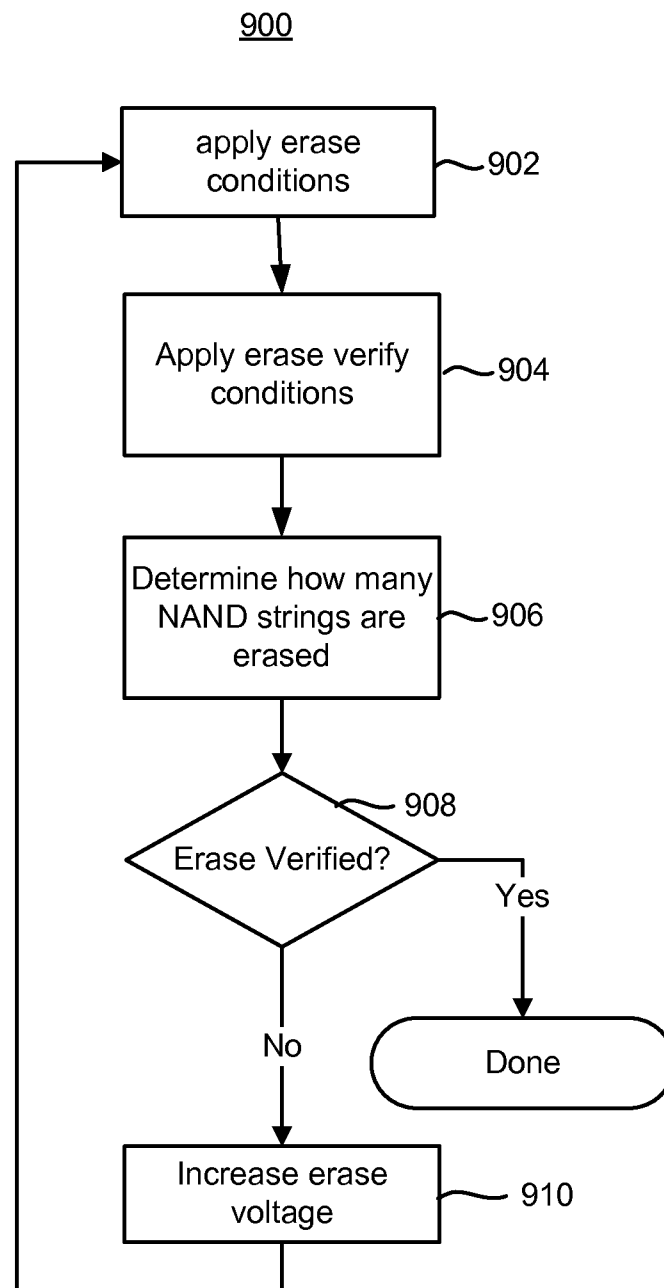 900
apply erase
conditions
902
Apply erase verify
conditions
904
Determine how many
NAND strings are
erased
906
908
Erase Verified?
Yes
No
Done
Increase erase
voltage
910